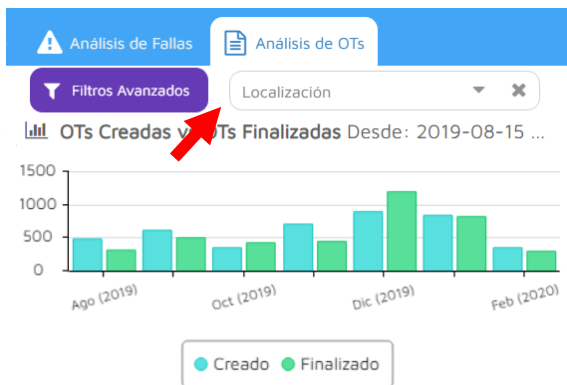 Análisis de Fallas
Análisis de OTs
Filtros Avanzados
Localización
OTs Creadas vs OTs Finalizadas Desde: 2019-08-15 ...
1500
1000
500
0
Ago (2019)
Oct (2019)
Dic (2019)
Feb (2020)
Creado
Finalizado